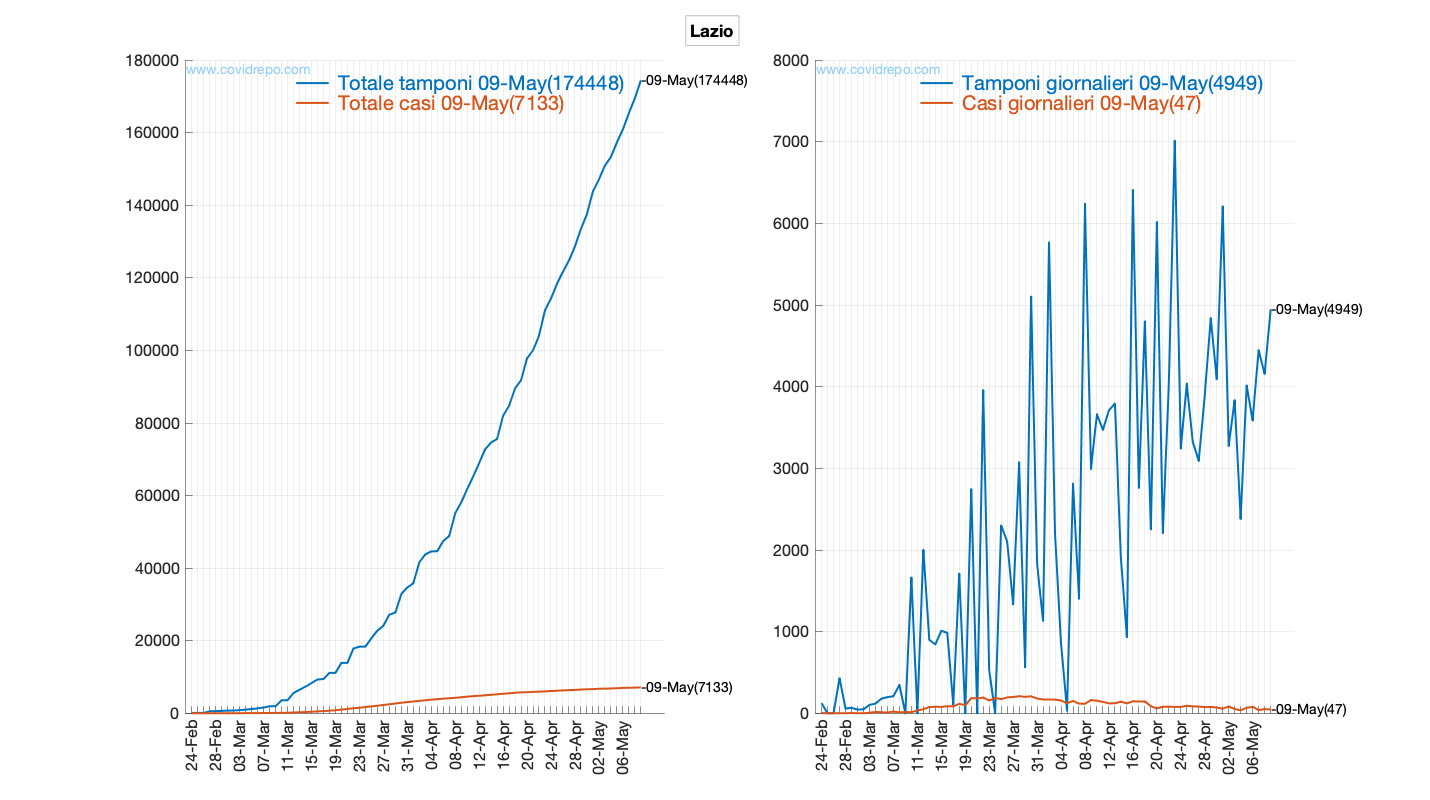 Lazio
www.covidrepo.com
Totale tamponi 09-May(174448)
Totale casi 09-May(7133)
180000
160000
140000
120000
100000
80000
60000
40000
20000
0
09-May(174448)
09-May(7133)
24-Feb
28-Feb
03-Mar
07-Mar
11-Mar
15-Mar
19-Mar
23-Mar
27-Mar
31-Mar
04-Apr
08-Apr
12-Apr
16-Apr
20-Apr
24-Apr
28-Apr
02-May
06-May
www.covidrepo.com
Tamponi giornalieri 09-May(4949)
Casi giornalieri 09-May(47)
8000
7000
6000
5000
4000
3000
2000
1000
0
09-May(4949)
09-May(47)
24-Feb
28-Feb
03-Mar
07-Mar
11-Mar
15-Mar
19-Mar
23-Mar
27-Mar
31-Mar
04-Apr
08-Apr
12-Apr
16-Apr
20-Apr
24-Apr
28-Apr
02-May
06-May